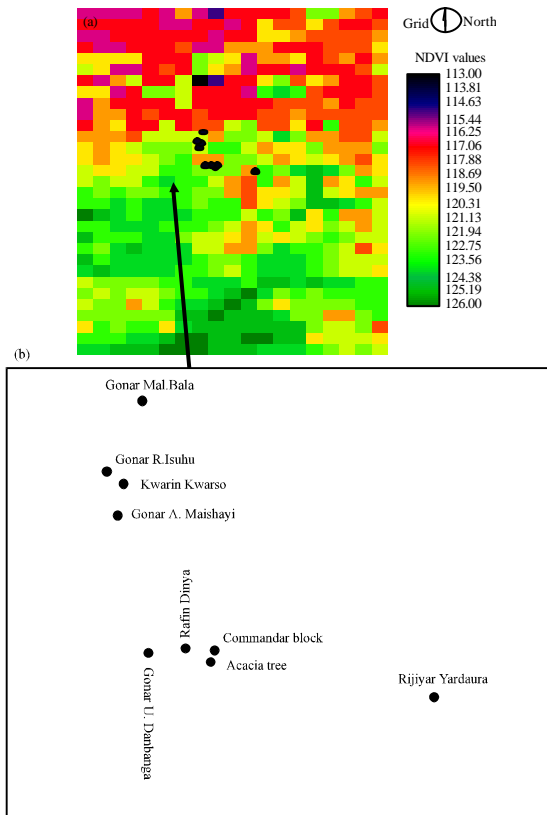 (a)
Grid North
NDVI values
113.00
113.81
114.63
115.44
116.25
117.06
117.88
118.69
119.50
120.31
121.13
121.94
122.75
123.56
124.38
125.19
126.00
(b)
Gonar Mal.Bala
Gonar R.Isuhu
Kwarin Kwarso
Gonar A. Maishayi
Rafin Dinya
Commandar block
Acacia tree
Rijiyar Yardaura
Gonar U. Danbanga